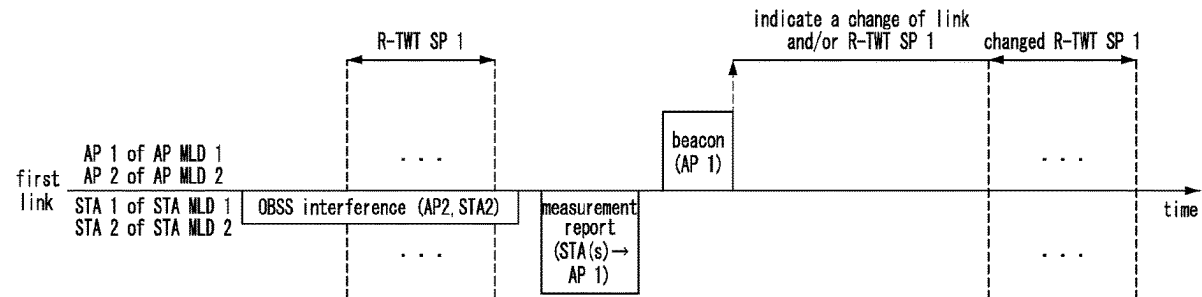 indicate a change of link
and/or R-TWT SP 1
R-TWT SP 1
changed R-TWT SP 1
beacon
(AP 1)
AP 1 of AP MLD 1
AP 2 of AP MLD 2
. . .
. . .
first
link
time
STA 1 of STA MLD 1
STA 2 of STA MLD 2
OBSS interference (AP2, STA2)
measurement
report
(STA(s)→
AP 1)
. . .
. . .